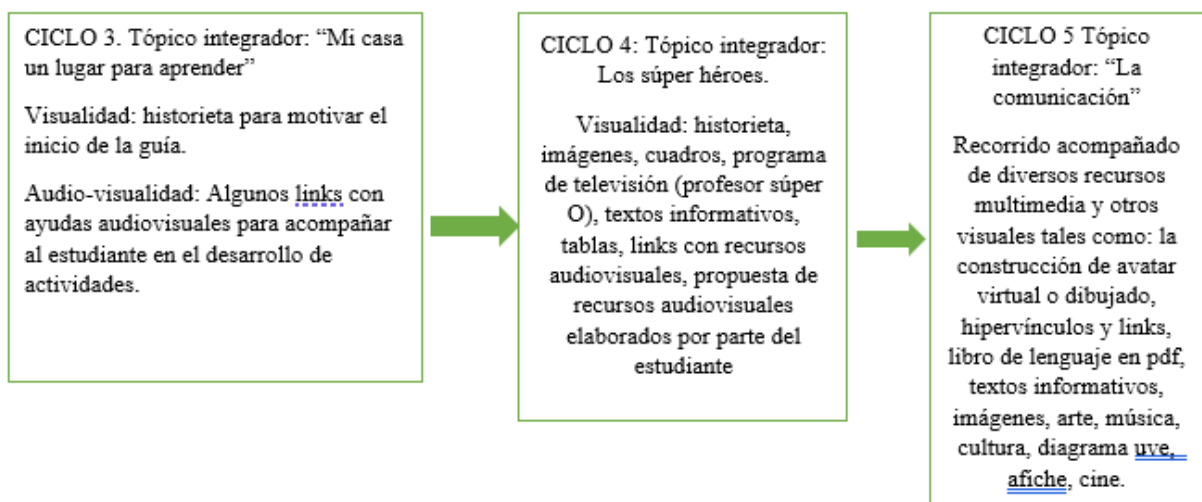 CICLO 3. Tópico integrador: “Mi casa
un lugar para aprender”
Visualidad: historieta para motivar el
inicio de la guía.
Audio-visualidad: Algunos links con
ayudas audiovisuales para acompañar
al estudiante en el desarrollo de
actividades.
CICLO 4: Tópico integrador:
Los súper héroes.
Visualidad: historieta,
imágenes, cuadros, programa
de televisión (profesor súper
O), textos informativos,
tablas, links con recursos
audiovisuales, propuesta de
recursos audiovisuales
elaborados por parte del
estudiante
CICLO 5 Tópico
integrador: “La
comunicación”
Recorrido acompañado
de diversos recursos
multimedia y otros
visuales tales como: la
construcción de avatar
virtual o dibujado,
hipervínculos y links,
libro de lenguaje en pdf,
textos informativos,
imágenes, arte, música,
cultura, diagrama uve,
afiche, cine.